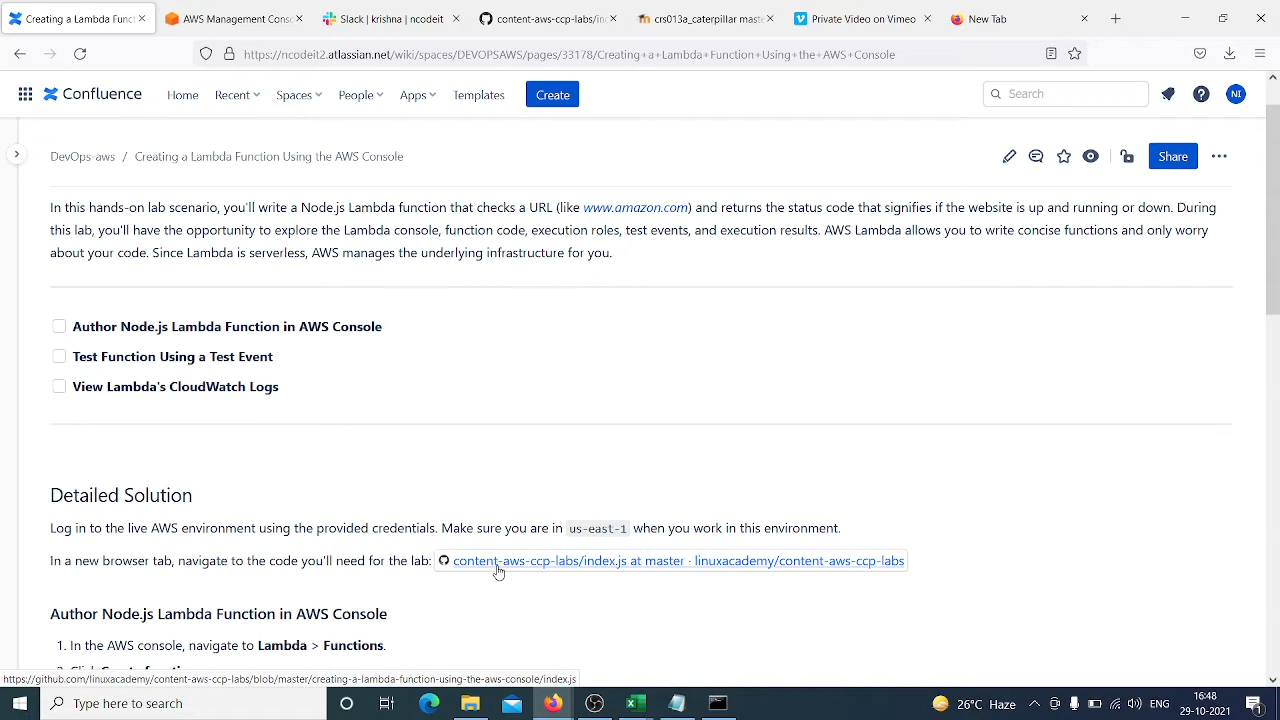 Creating a Lambda Funct
AWS Management Cons
Slack | krishna | ncodeit
content-aws-ccp-labs/in
crs013a_caterpillar maste
Private Video on Vimeo
New Tab
https://ncodeit2.atlassian.net/wiki/spaces/DEVOPSAWS/pages/33178/Creating+a+Lambda+Function+Using+the+AWS+Console
Confluence
Home
Recent
Spaces
People
Apps
Templates
Create
Search
NI
DevOps-aws / Creating a Lambda Function Using the AWS Console
Share
In this hands-on lab scenario, you'll write a Node.js Lambda function that checks a URL (like www.amazon.com) and returns the status code that signifies if the website is up and running or down. During
this lab, you'll have the opportunity to explore the Lambda console, function code, execution roles, test events, and execution results. AWS Lambda allows you to write concise functions and only worry
about your code. Since Lambda is serverless, AWS manages the underlying infrastructure for you.
Author Node.js Lambda Function in AWS Console
Test Function Using a Test Event
View Lambda's CloudWatch Logs
Detailed Solution
Log in to the live AWS environment using the provided credentials. Make sure you are in us-east-1 when you work in this environment.
In a new browser tab, navigate to the code you'll need for the lab: content-aws-ccp-labs/index.js at master · linuxacademy/content-aws-ccp-labs
Author Node.js Lambda Function in AWS Console
1. In the AWS console, navigate to Lambda > Functions.
https://github.com/linuxacademy/content-aws-ccp-labs/blob/master/creating-a-lambda-function-using-the-aws-console/index.js
Type here to search
26°C Haze
ENG
16:48
29-10-2021